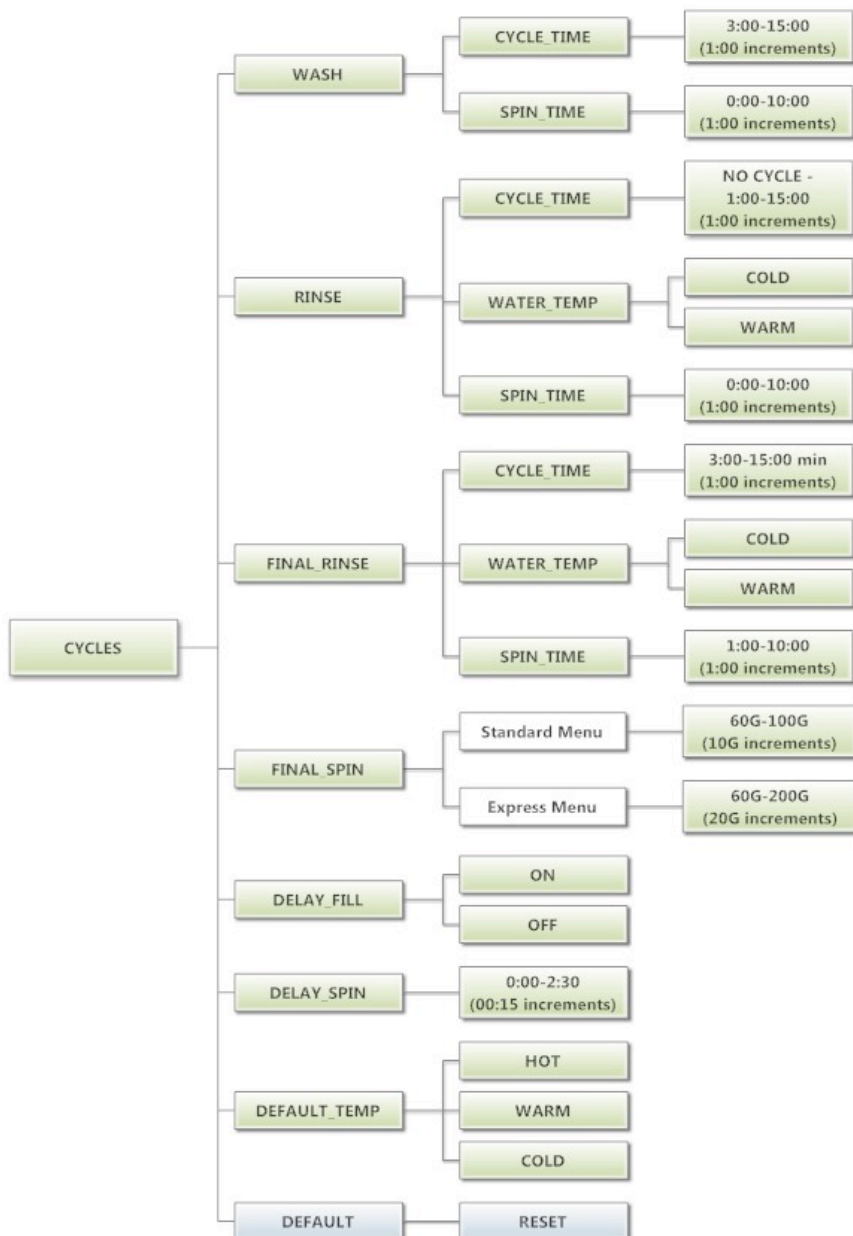 CYCLES
WASH
CYCLE_TIME
3:00-15:00
(1:00 increments)
SPIN_TIME
0:00-10:00
(1:00 increments)
RINSE
CYCLE_TIME
NO CYCLE -
1:00-15:00
(1:00 increments)
WATER_TEMP
COLD
WARM
SPIN_TIME
0:00-10:00
(1:00 increments)
FINAL_RINSE
CYCLE_TIME
3:00-15:00 min
(1:00 increments)
WATER_TEMP
COLD
WARM
SPIN_TIME
1:00-10:00
(1:00 increments)
FINAL_SPIN
Standard Menu
60G-100G
(10G increments)
Express Menu
60G-200G
(20G increments)
DELAY_FILL
ON
OFF
DELAY_SPIN
0:00-2:30
(00:15 increments)
DEFAULT_TEMP
HOT
WARM
COLD
DEFAULT
RESET